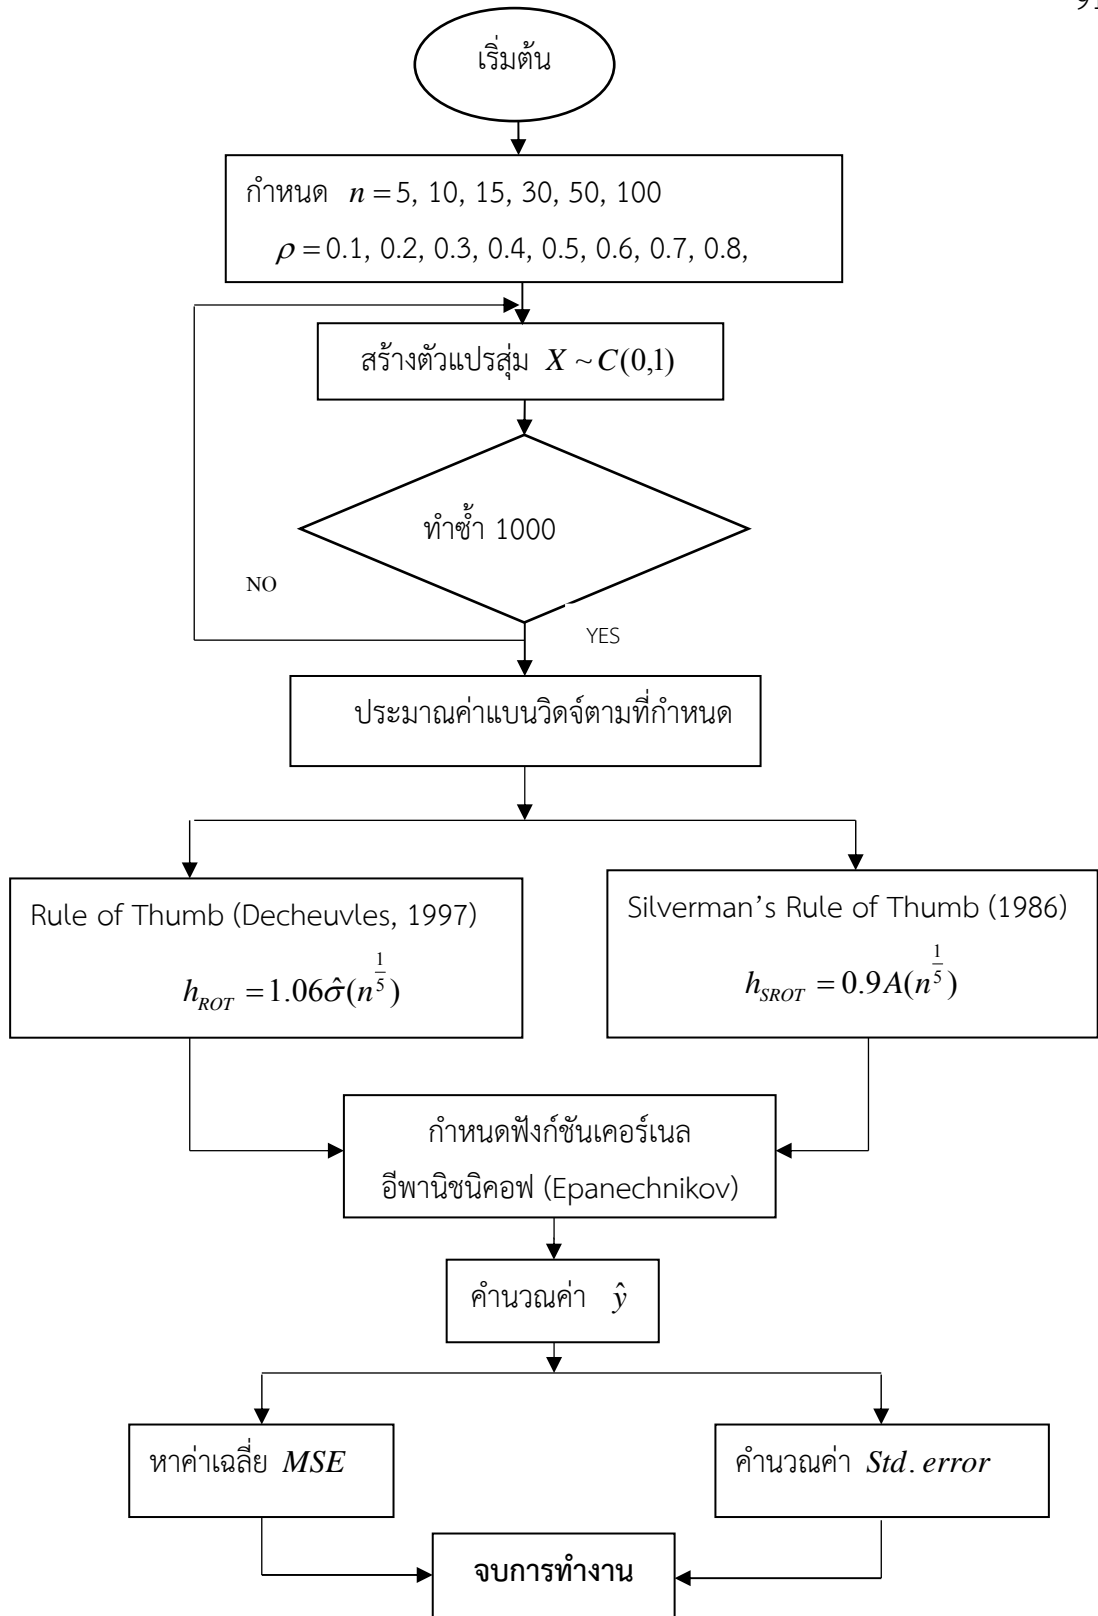 เริ่มต้น
กำหนด n = 5, 10, 15, 30, 50, 100
ρ = 0.1, 0.2, 0.3, 0.4, 0.5, 0.6, 0.7, 0.8,
สร้างตัวแปรสุ่ม X ~ C(0,1)
ทำซ้ำ 1000
NO
YES
ประมาณค่าแบนวิดจ์ตามที่กำหนด
Rule of Thumb (Decheuvles, 1997)
h_{ROT} = 1.06σ̂(n^{1/5})
Silverman’s Rule of Thumb (1986)
h_{SROT} = 0.9A(n^{1/5})
กำหนดฟังก์ชันเคอร์เนล
อีพานิชนิคอฟ (Epanechnikov)
คำนวณค่า ŷ
หาค่าเฉลี่ย MSE
คำนวณค่า Std. error
จบการทำงาน